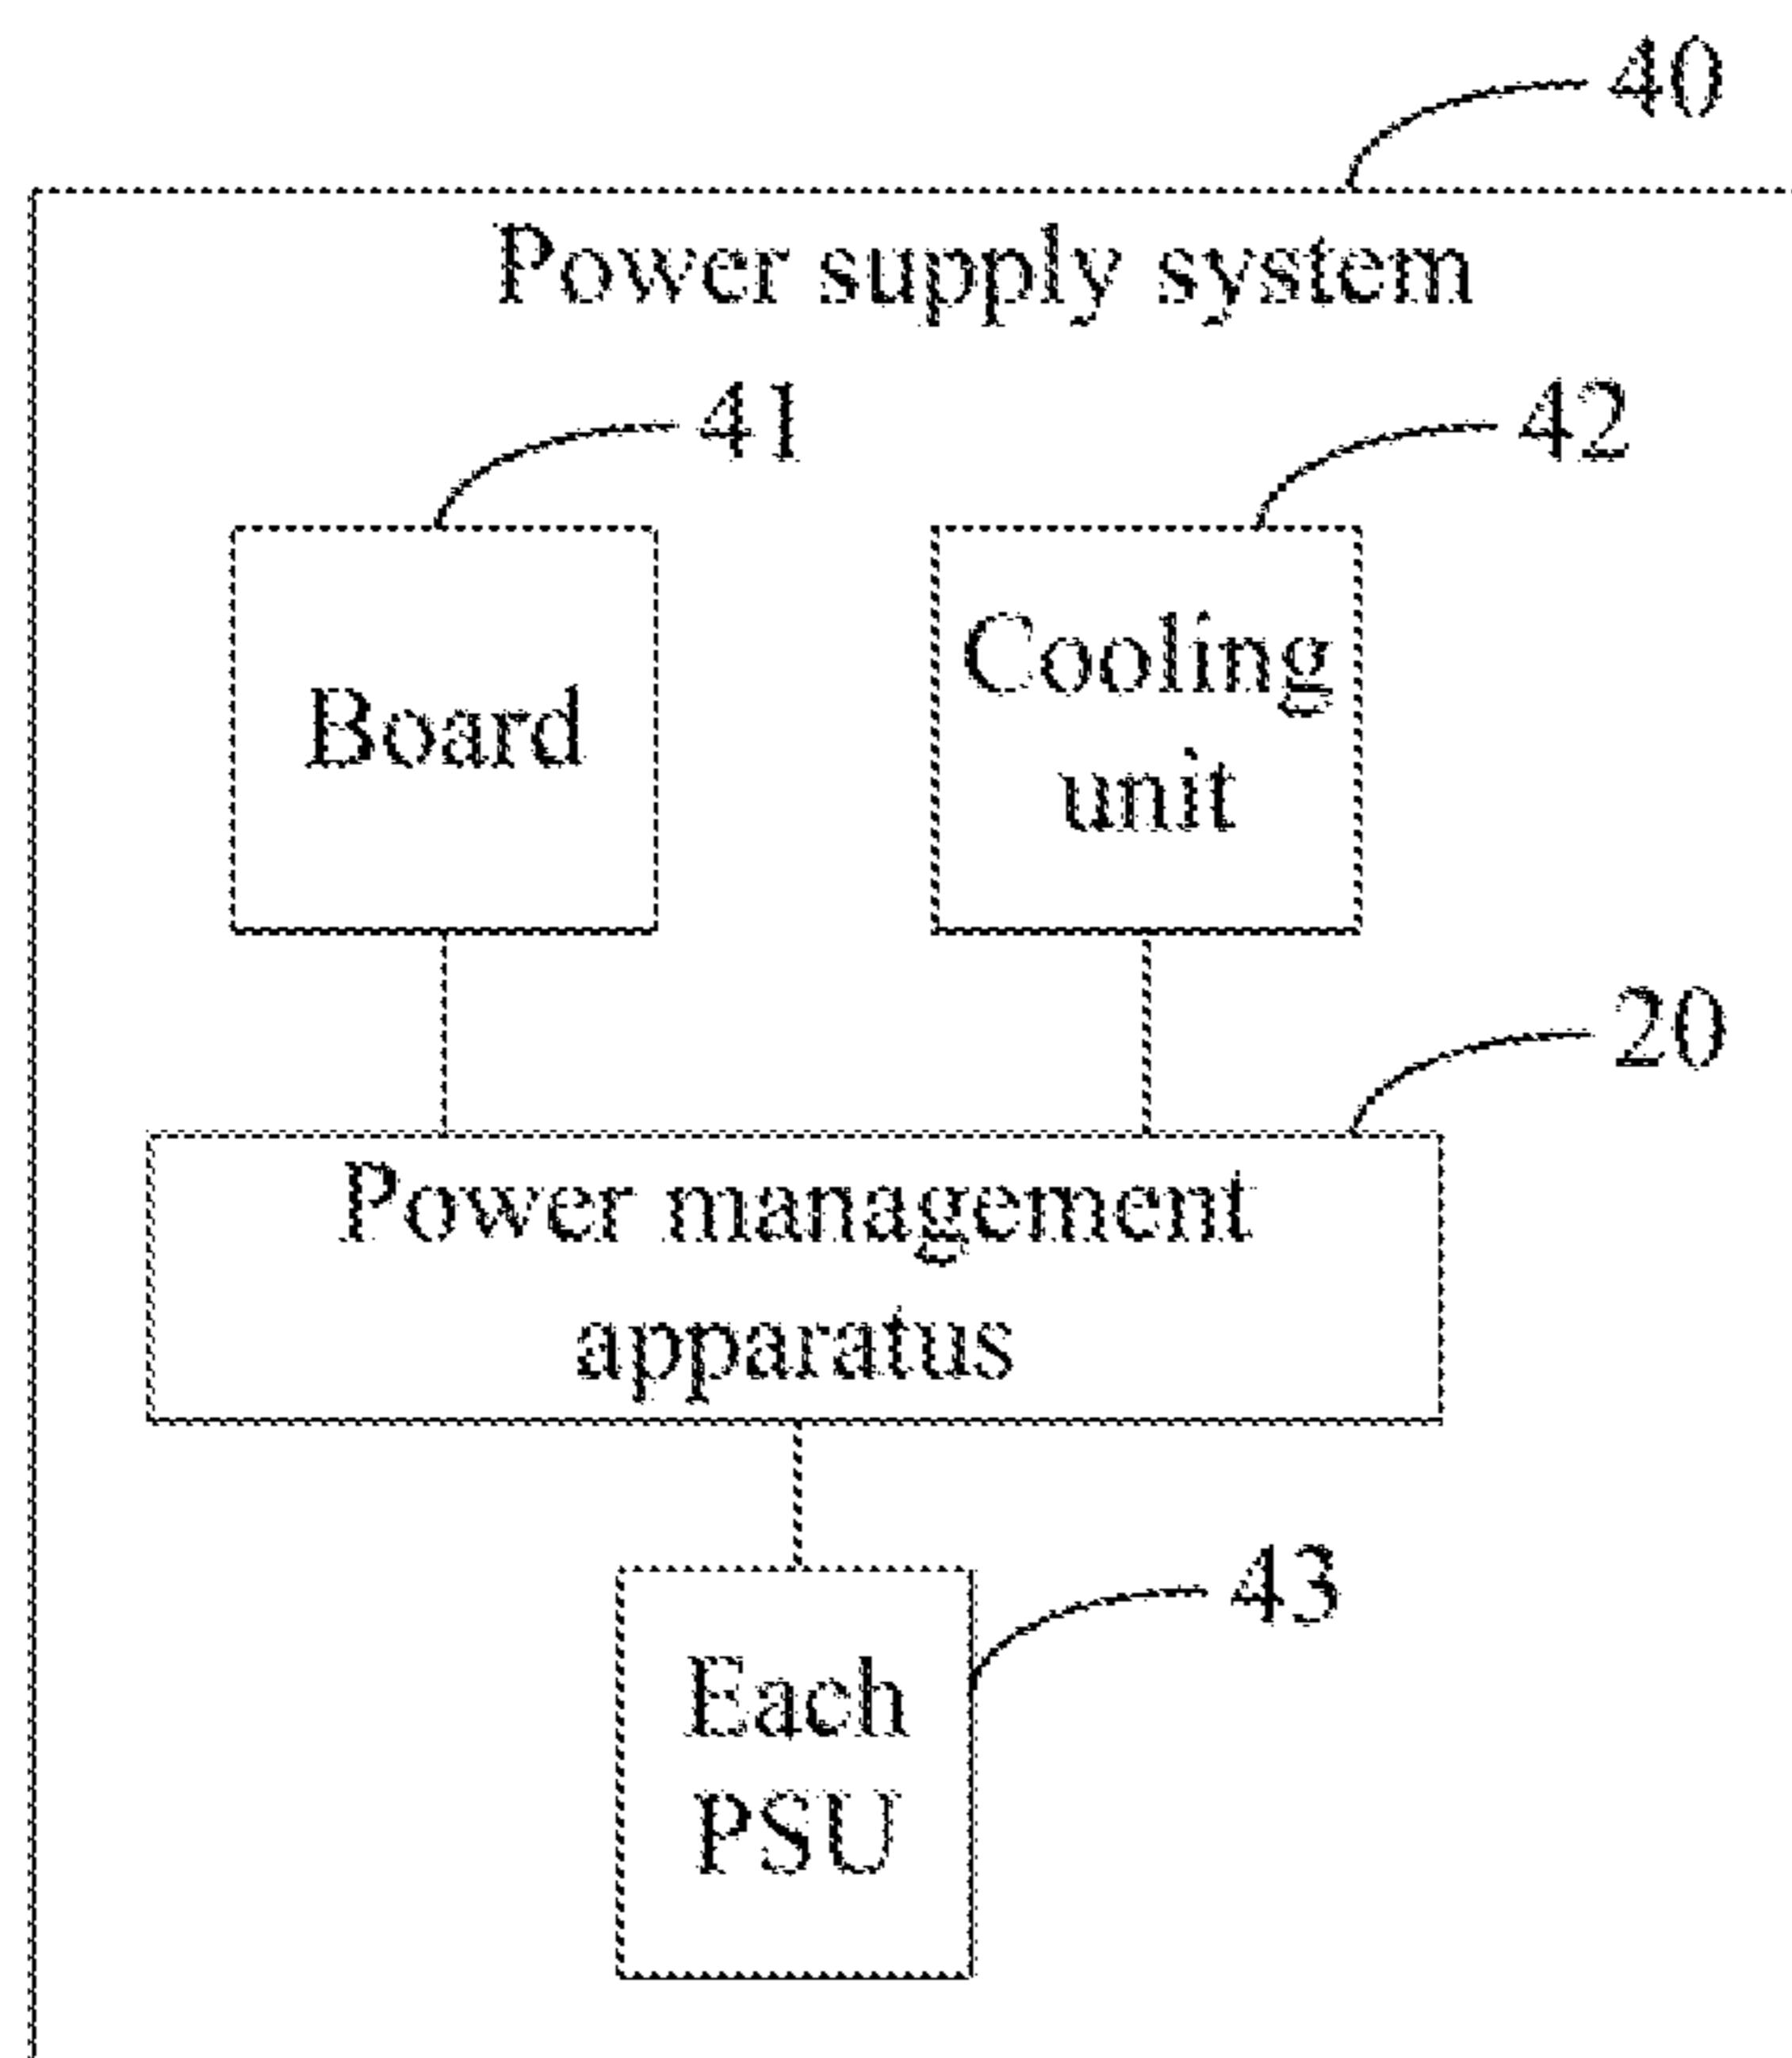 40
Power supply system
41
42
Board
Cooling
unit
20
Power management
apparatus
43
Each
PSU